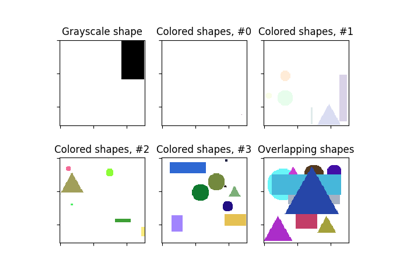 Grayscale shape
Colored shapes, #0
Colored shapes, #1
Colored shapes, #2
Colored shapes, #3
Overlapping shapes